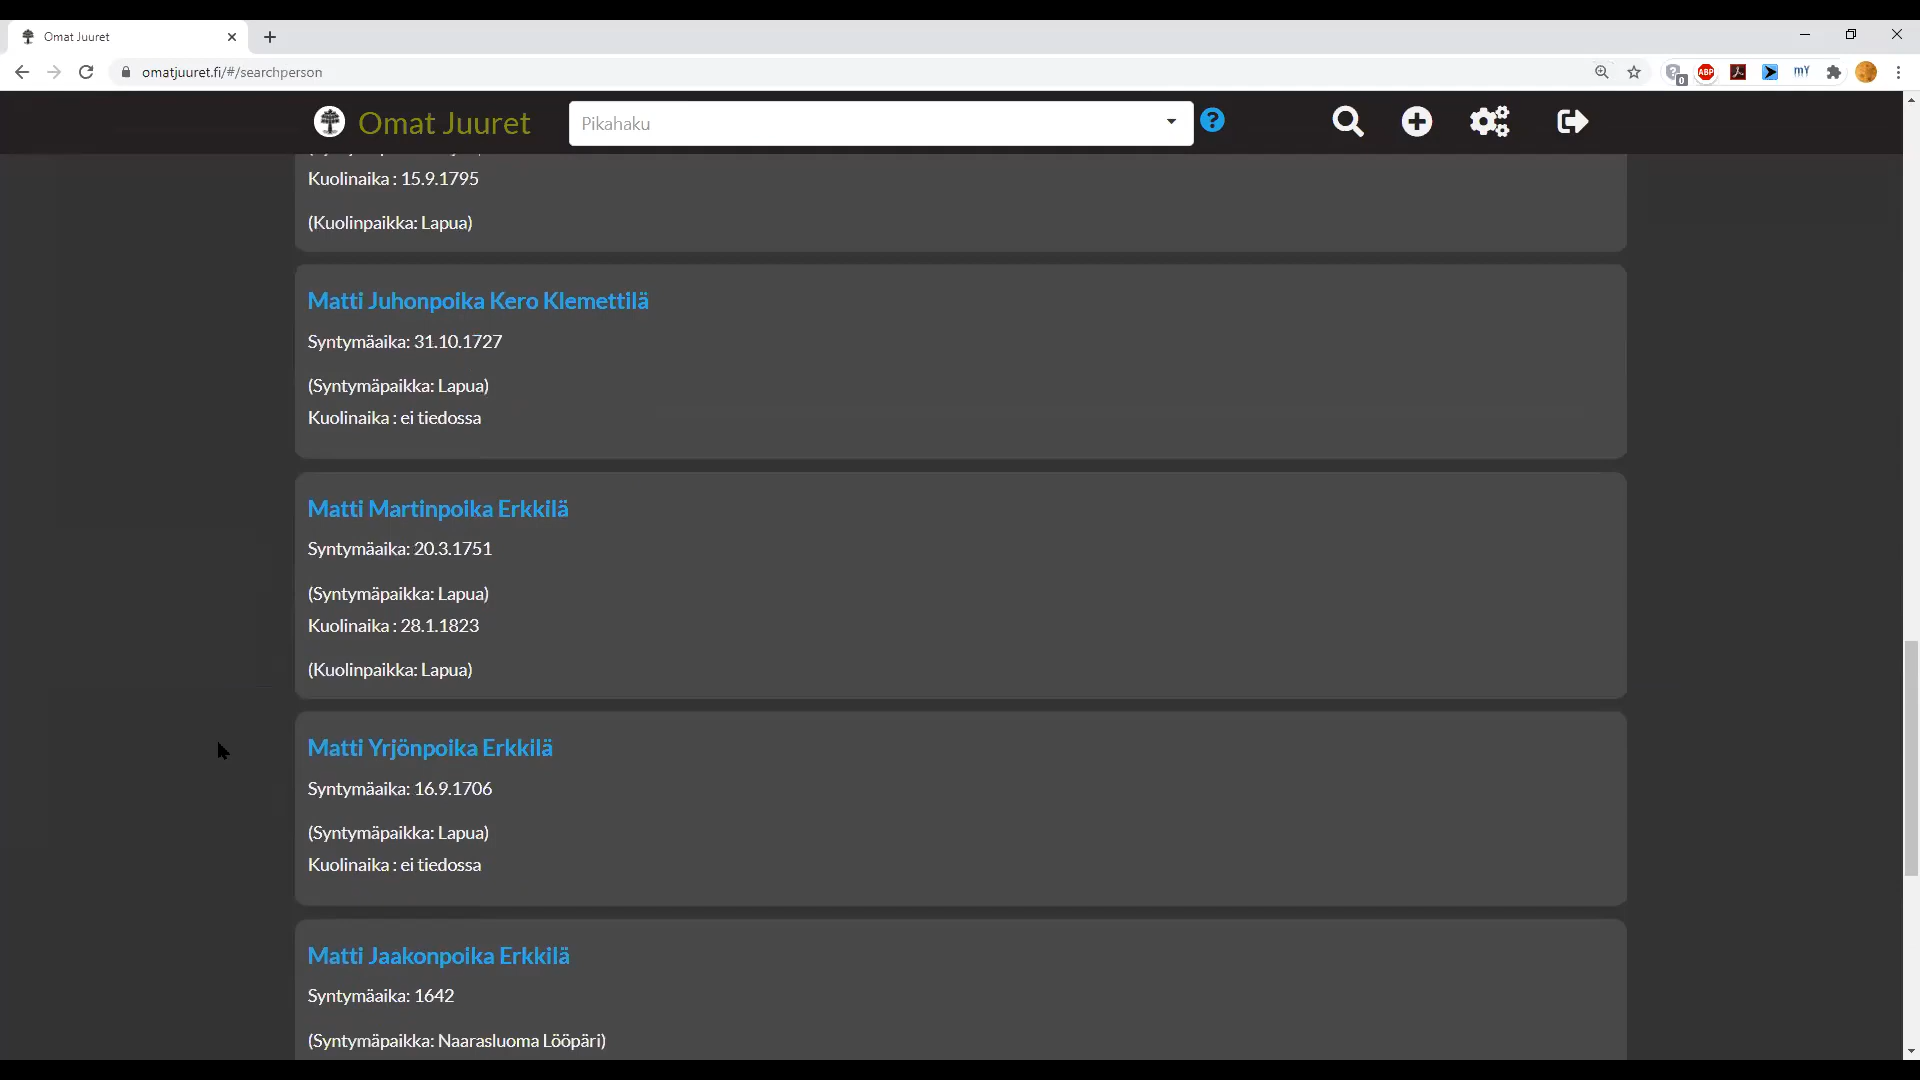 Omat Juuret
omatjuuret.fi/#/searchperson
0
ABP
mY
Omat Juuret
Pikahaku
?
Kuolinaika : 15.9.1795
(Kuolinpaikka: Lapua)
Matti Juhonpoika Kero Klemettilä
Syntymäaika: 31.10.1727
(Syntymäpaikka: Lapua)
Kuolinaika : ei tiedossa
Matti Martinpoika Erkkilä
Syntymäaika: 20.3.1751
(Syntymäpaikka: Lapua)
Kuolinaika : 28.1.1823
(Kuolinpaikka: Lapua)
Matti Yrjönpoika Erkkilä
Syntymäaika: 16.9.1706
(Syntymäpaikka: Lapua)
Kuolinaika : ei tiedossa
Matti Jaakonpoika Erkkilä
Syntymäaika: 1642
(Syntymäpaikka: Naarasluoma Lööpäri)